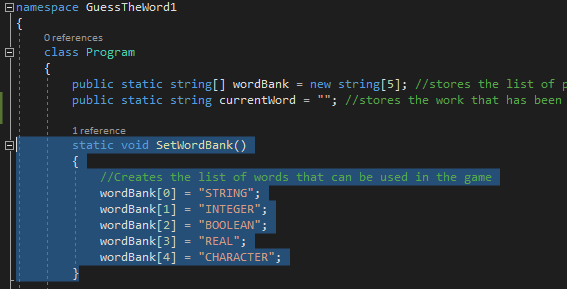 namespace GuessTheWord1
{
0 references
class Program
{
public static string[] wordBank = new string[5]; //stores the list of
public static string currentWord = ""; //stores the work that has been
1 reference
static void SetWordBank()
{
//Creates the list of words that can be used in the game
wordBank[0] = "STRING";
wordBank[1] = "INTEGER";
wordBank[2] = "BOOLEAN";
wordBank[3] = "REAL";
wordBank[4] = "CHARACTER";
}